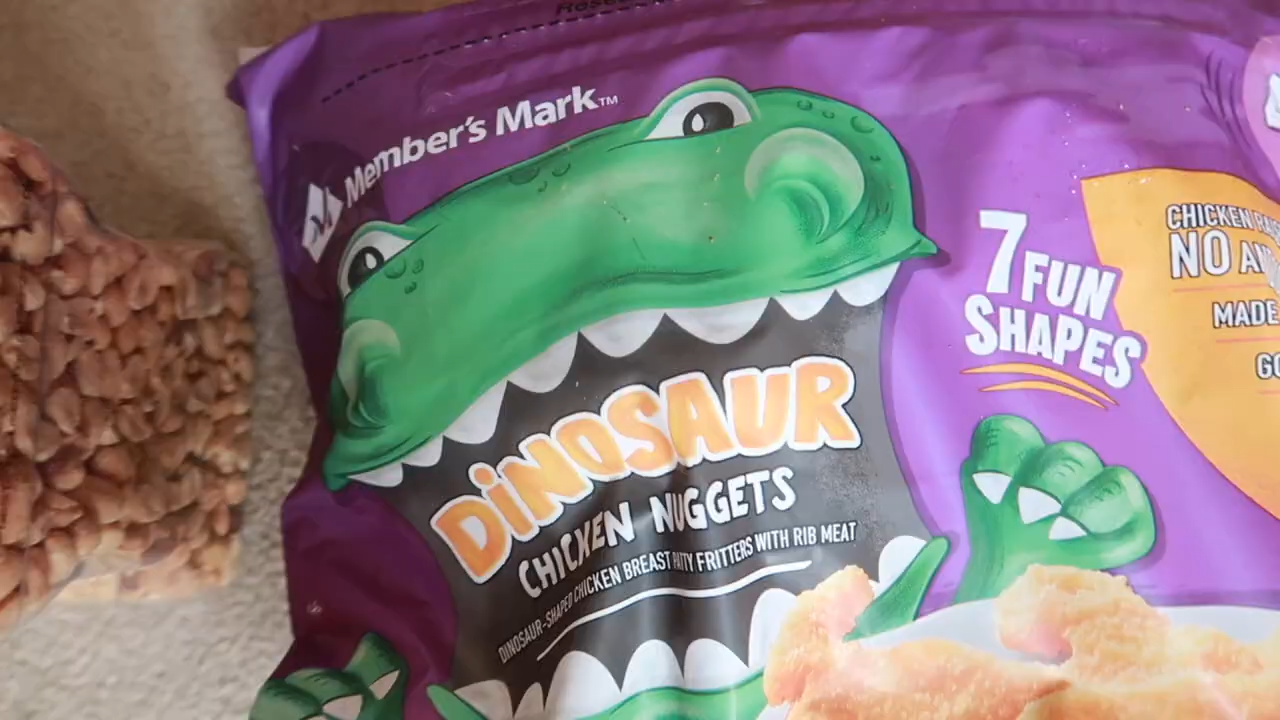 Member's Mark™
7 FUN
SHAPES
CHICKEN
NO
MADE
DiNOSAUR
CHICKEN NUGGETS
DINOSAUR-SHAPED CHICKEN BREAST PATTY FRITTERS WITH RIB MEAT